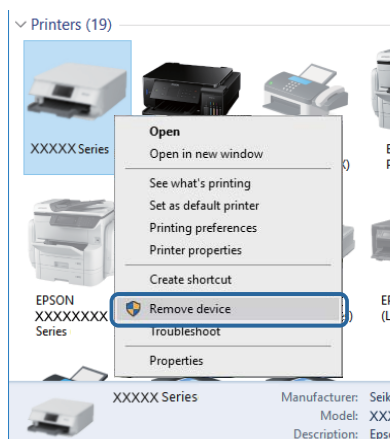 Printers (19)
XXXXX Series
Open
Open in new window
See what's printing
Set as default printer
Printing preferences
Printer properties
Create shortcut
Remove device
Troubleshoot
Properties
EPSON
XXXXXXXX
Series
XXXXX Series
Manufacturer:
Model:
Description: